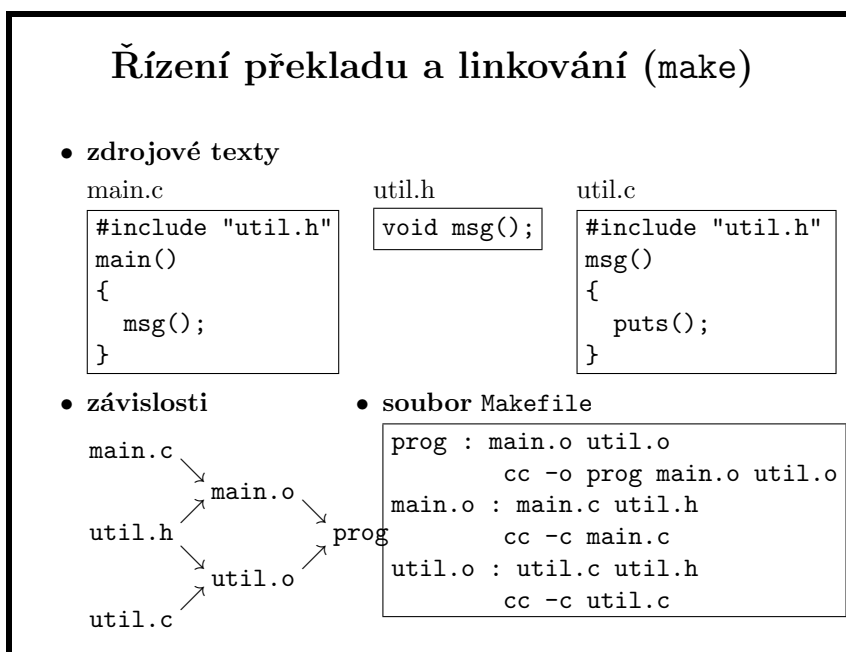 Řízení překladu a linkování (make)
• zdrojové texty
main.c
#include "util.h"
main()
{
  msg();
}
util.h
void msg();
util.c
#include "util.h"
msg()
{
  puts();
}
• závislosti
main.c
main.o
util.h
prog
util.o
util.c
• soubor Makefile
prog : main.o util.o
        cc -o prog main.o util.o
main.o : main.c util.h
        cc -c main.c
util.o : util.c util.h
        cc -c util.c